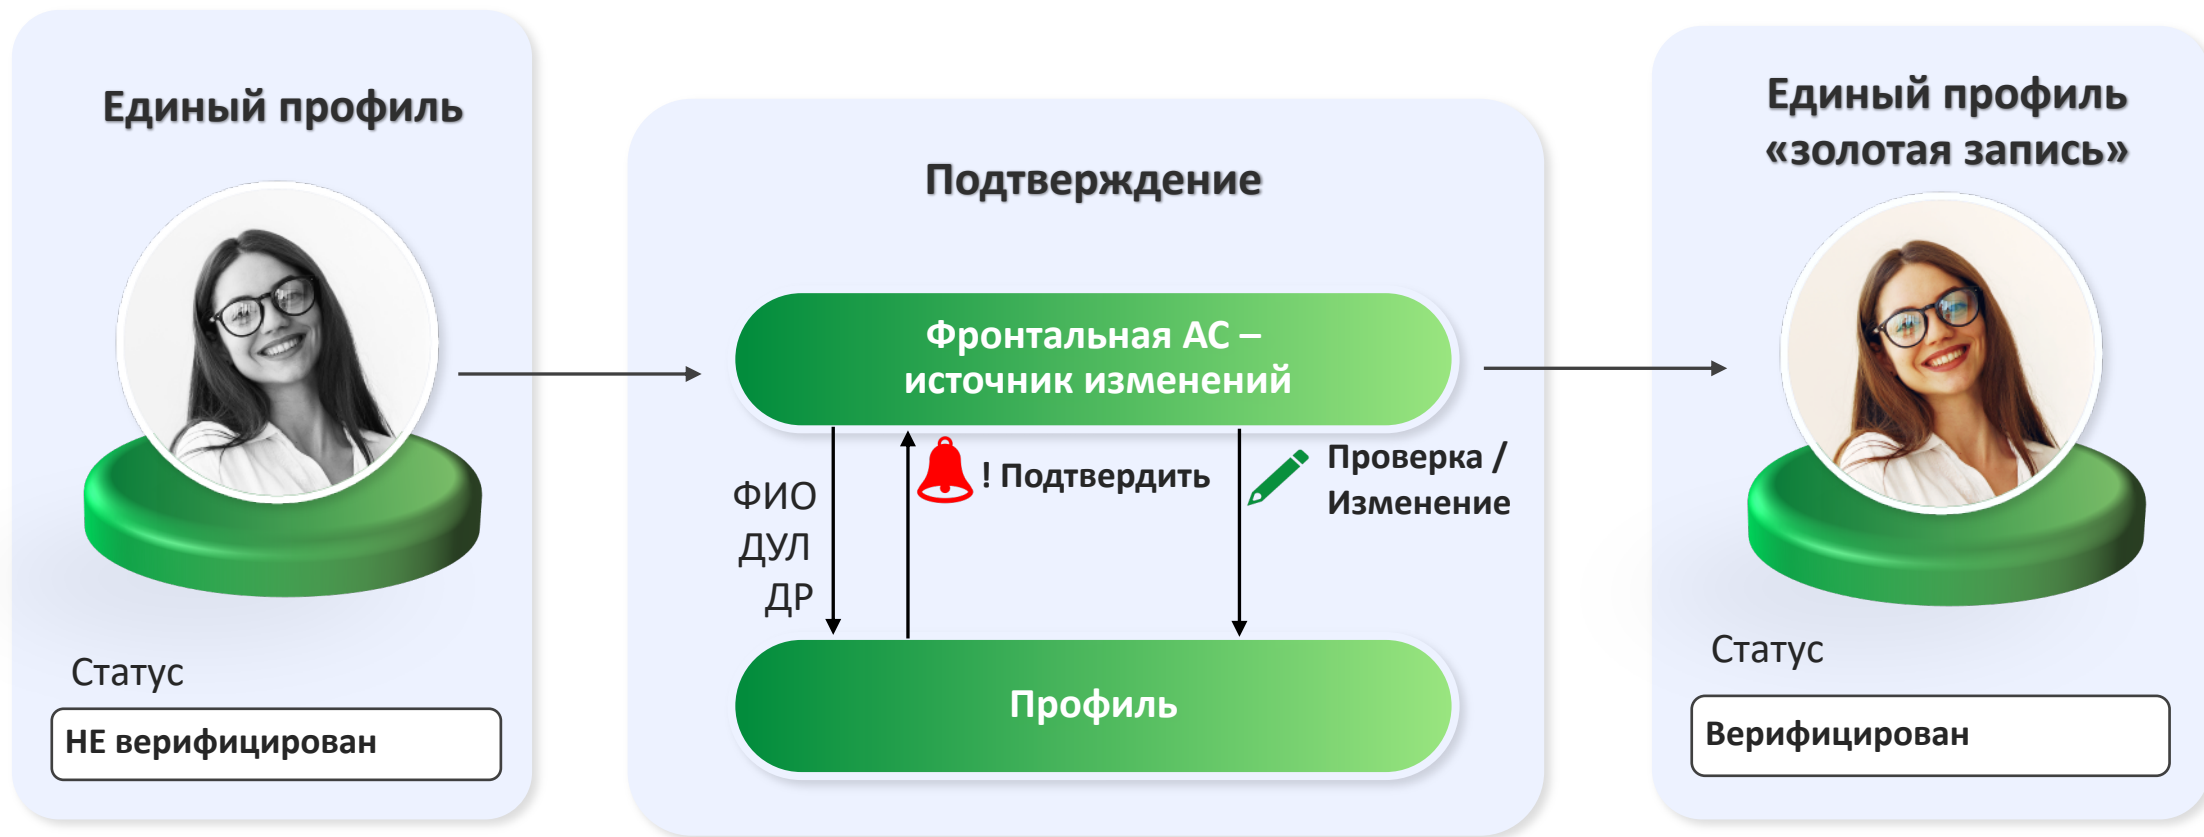 Единый профиль
Статус
НЕ верифицирован
Подтверждение
Фронтальная АС –
источник изменений
ФИО
ДУЛ
ДР
! Подтвердить
Проверка /
Изменение
Профиль
Единый профиль
«золотая запись»
Статус
Верифицирован